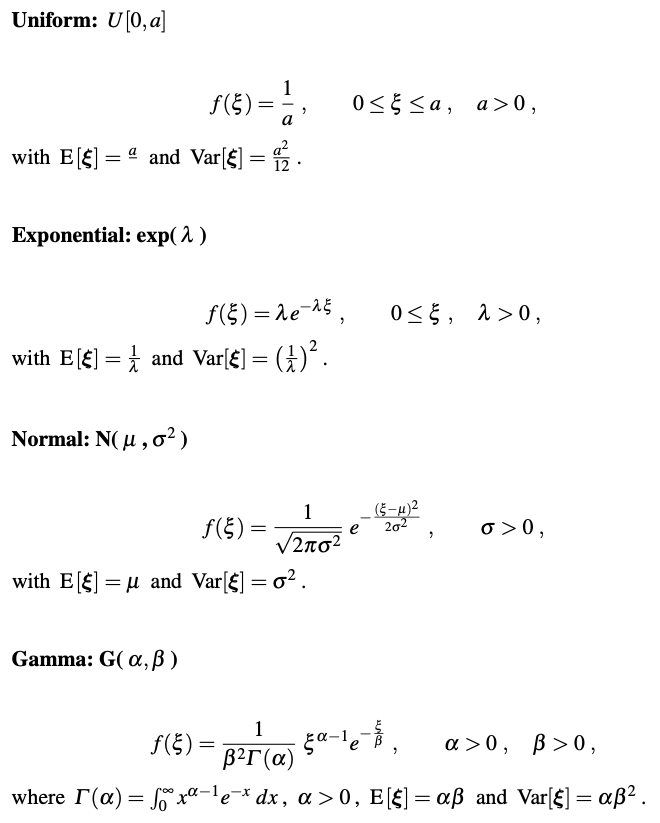 Uniform: U[0,a]
f(ξ) = 1/a , 0 ≤ ξ ≤ a , a > 0 ,
with E[ξ] = a and Var[ξ] = a²/12 .
Exponential: exp( λ )
f(ξ) = λe^{−λξ} , 0 ≤ ξ , λ > 0 ,
with E[ξ] = 1/λ and Var[ξ] = (1/λ)² .
Normal: N( μ , σ² )
f(ξ) = 1/√(2πσ²) e^{−(ξ−μ)²/(2σ²)} , σ > 0 ,
with E[ξ] = μ and Var[ξ] = σ² .
Gamma: G( α,β )
f(ξ) = 1/(β²Γ(α)) ξ^{α−1}e^{−ξ/β} , α > 0 , β > 0 ,
where Γ(α) = ∫₀^∞ x^{α−1}e^{−x} dx , α > 0 , E[ξ] = αβ and Var[ξ] = αβ² .